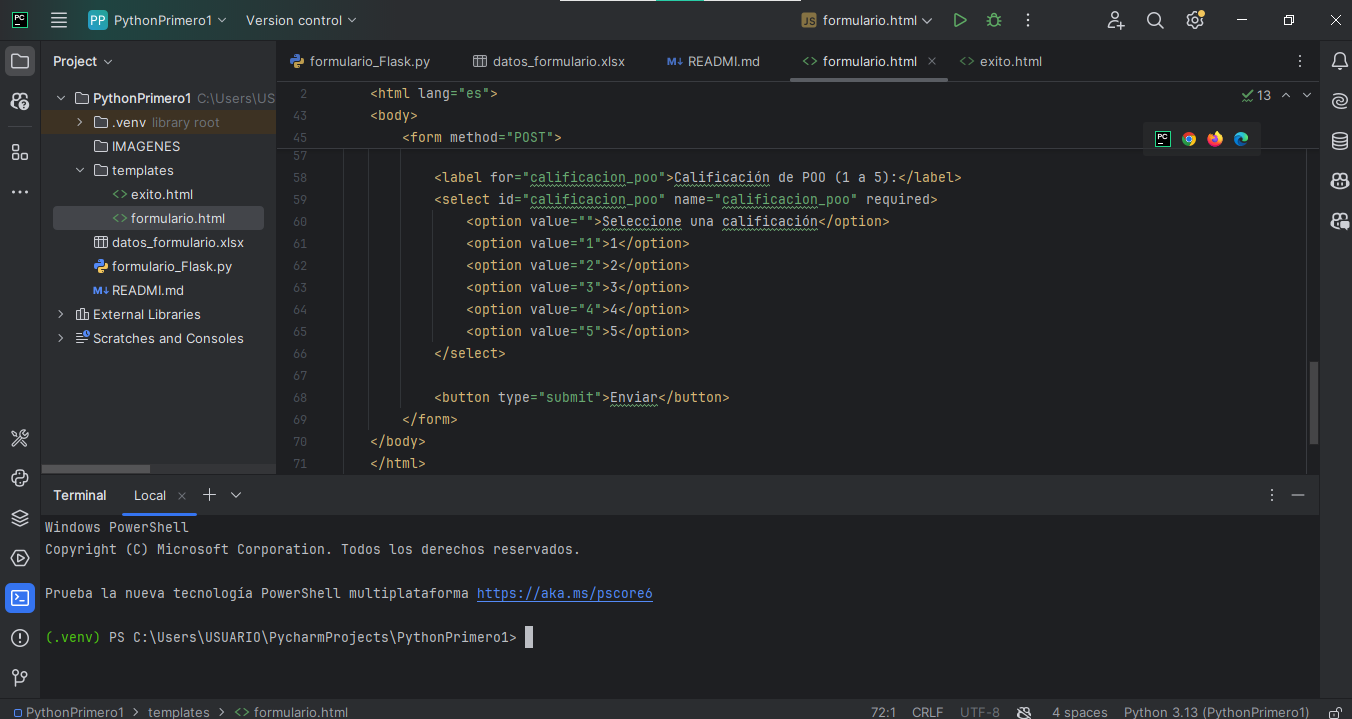 PC PP PythonPrimero1 Version control JS formulario.html
Project
formulario_Flask.py datos_formulario.xlsx M↓ READMI.md <> formulario.html <> exito.html
PythonPrimero1 C:\Users\US
.venv library root
IMAGENES
templates
<> exito.html
<> formulario.html
datos_formulario.xlsx
formulario_Flask.py
M↓ READMI.md
External Libraries
Scratches and Consoles
13
PC
2 <html lang="es">
43 <body>
45 <form method="POST">
57
58 <label for="calificacion_poo">Calificación de POO (1 a 5):</label>
59 <select id="calificacion_poo" name="calificacion_poo" required>
60 <option value="">Seleccione una calificación</option>
61 <option value="1">1</option>
62 <option value="2">2</option>
63 <option value="3">3</option>
64 <option value="4">4</option>
65 <option value="5">5</option>
66 </select>
67
68 <button type="submit">Enviar</button>
69 </form>
70 </body>
71 </html>
Terminal Local
Windows PowerShell
Copyright (C) Microsoft Corporation. Todos los derechos reservados.
Prueba la nueva tecnología PowerShell multiplataforma https://aka.ms/pscore6
(.venv) PS C:\Users\USUARIO\PycharmProjects\PythonPrimero1>
PythonPrimero1 > templates > <> formulario.html 72:1 CRLF UTF-8 4 spaces Python 3.13 (PythonPrimero1)